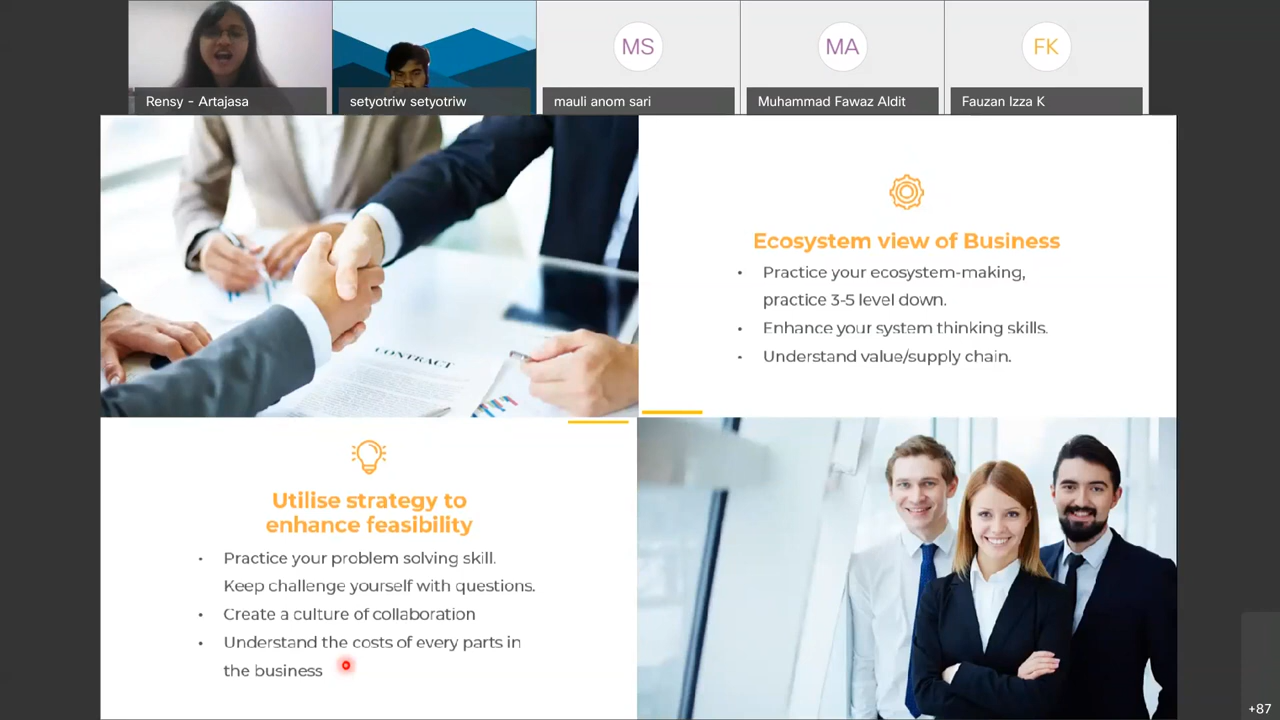 Rensy - Artajasa
setyotriw setyotriw
MS
mauli anom sari
MA
Muhammad Fawaz Aldit
FK
Fauzan Izza K
CONTRACT
Ecosystem view of Business
• Practice your ecosystem-making,
practice 3-5 level down.
• Enhance your system thinking skills.
• Understand value/supply chain.
Utilise strategy to
enhance feasibility
• Practice your problem solving skill.
Keep challenge yourself with questions.
• Create a culture of collaboration
• Understand the costs of every parts in
the business
+87